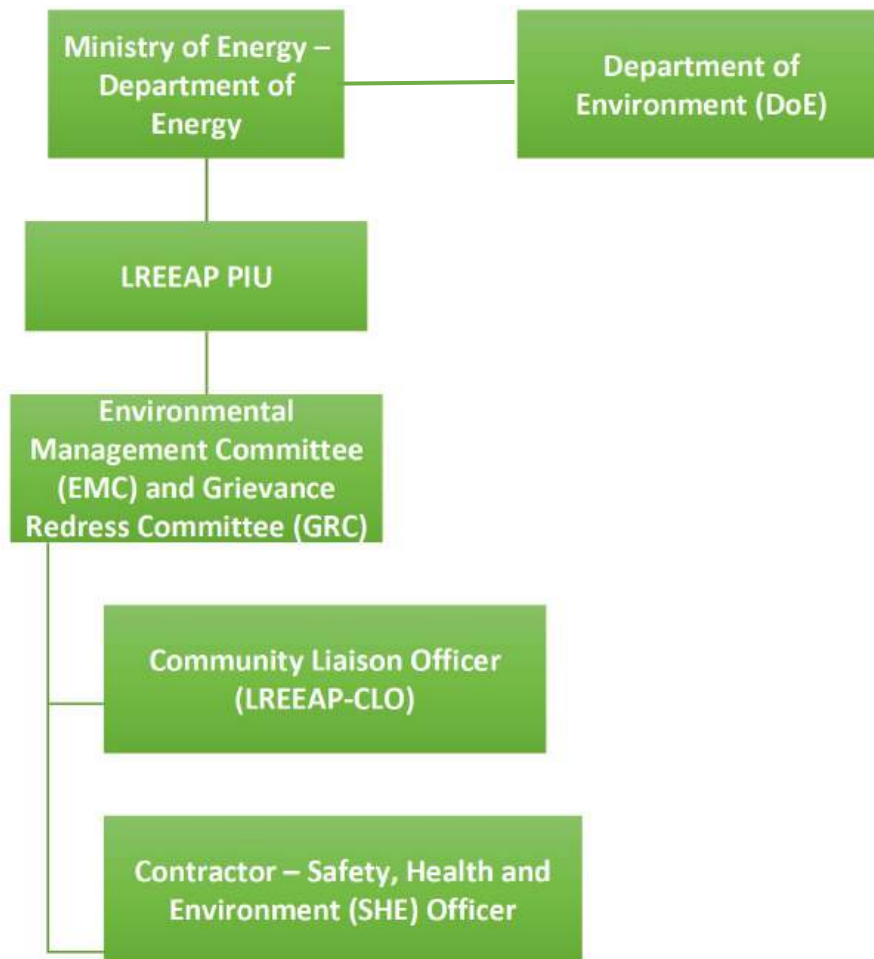 Ministry of Energy –
Department of
Energy
Department of
Environment (DoE)
LREEAP PIU
Environmental
Management Committee
(EMC) and Grievance
Redress Committee (GRC)
Community Liaison Officer
(LREEAP-CLO)
Contractor – Safety, Health and
Environment (SHE) Officer